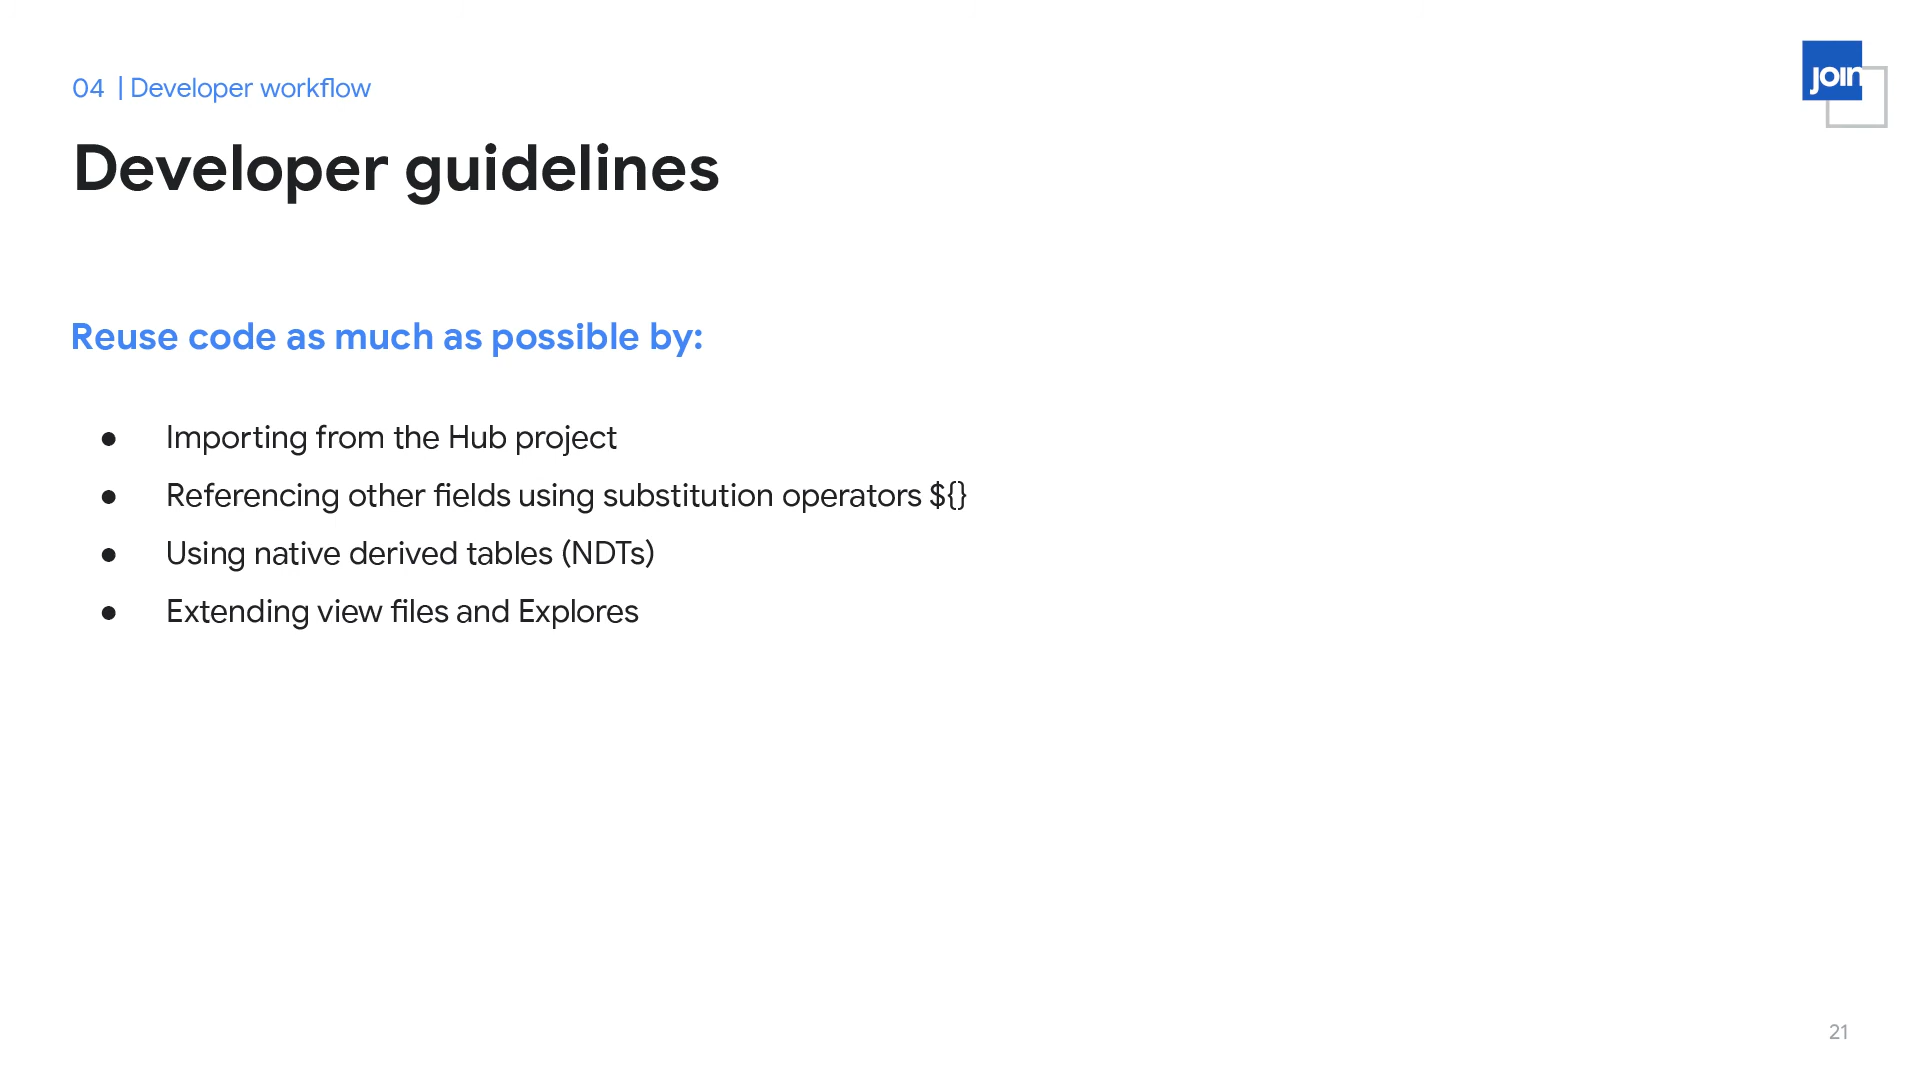 04 | Developer workflow
join
Developer guidelines
Reuse code as much as possible by:
● Importing from the Hub project
● Referencing other fields using substitution operators ${}
● Using native derived tables (NDTs)
● Extending view files and Explores
21